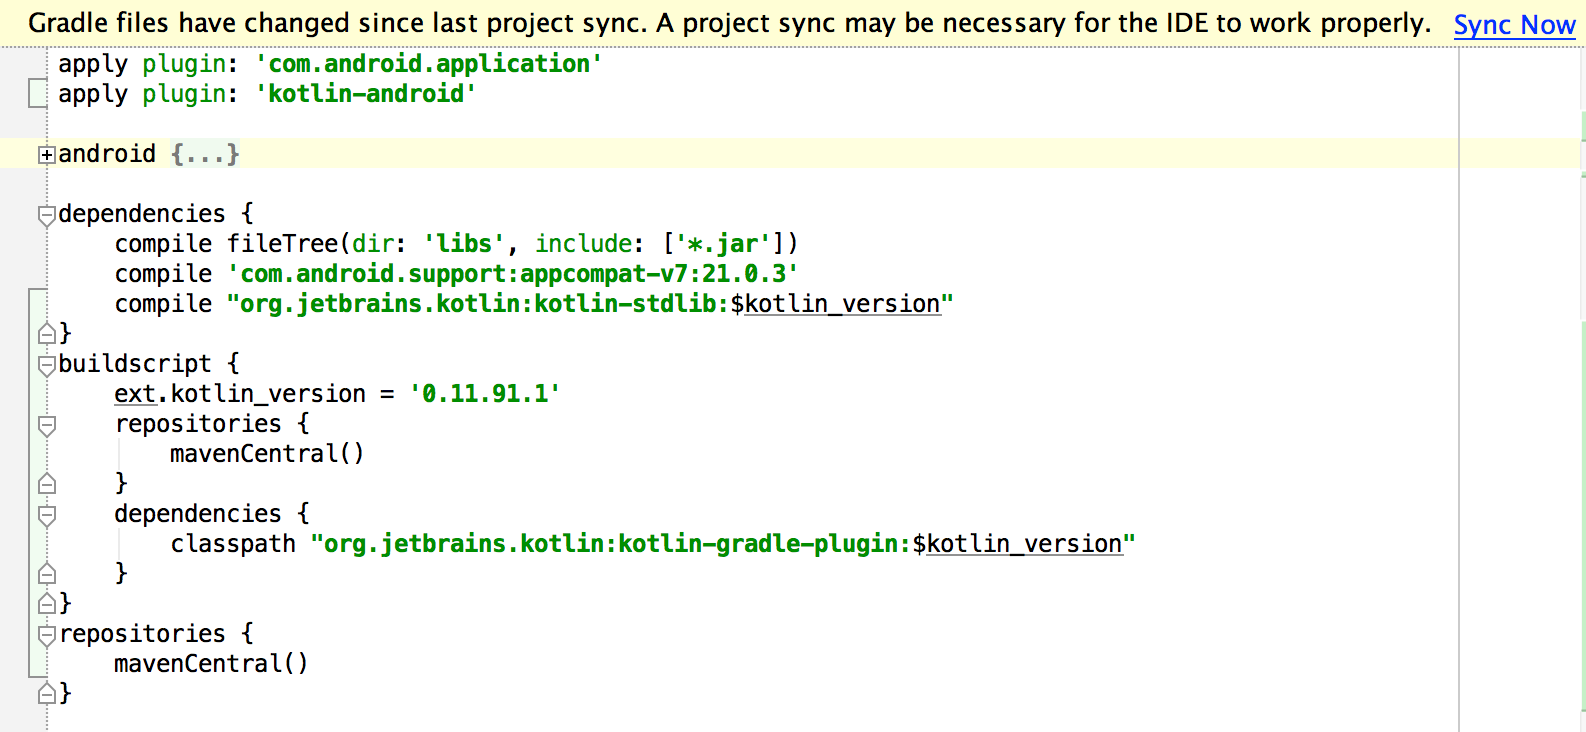 Gradle files have changed since last project sync. A project sync may be necessary for the IDE to work properly. Sync Now
apply plugin: 'com.android.application'
apply plugin: 'kotlin-android'
android {...}
dependencies {
    compile fileTree(dir: 'libs', include: ['*.jar'])
    compile 'com.android.support:appcompat-v7:21.0.3'
    compile "org.jetbrains.kotlin:kotlin-stdlib:$kotlin_version"
}
buildscript {
    ext.kotlin_version = '0.11.91.1'
    repositories {
        mavenCentral()
    }
    dependencies {
        classpath "org.jetbrains.kotlin:kotlin-gradle-plugin:$kotlin_version"
    }
}
repositories {
    mavenCentral()
}